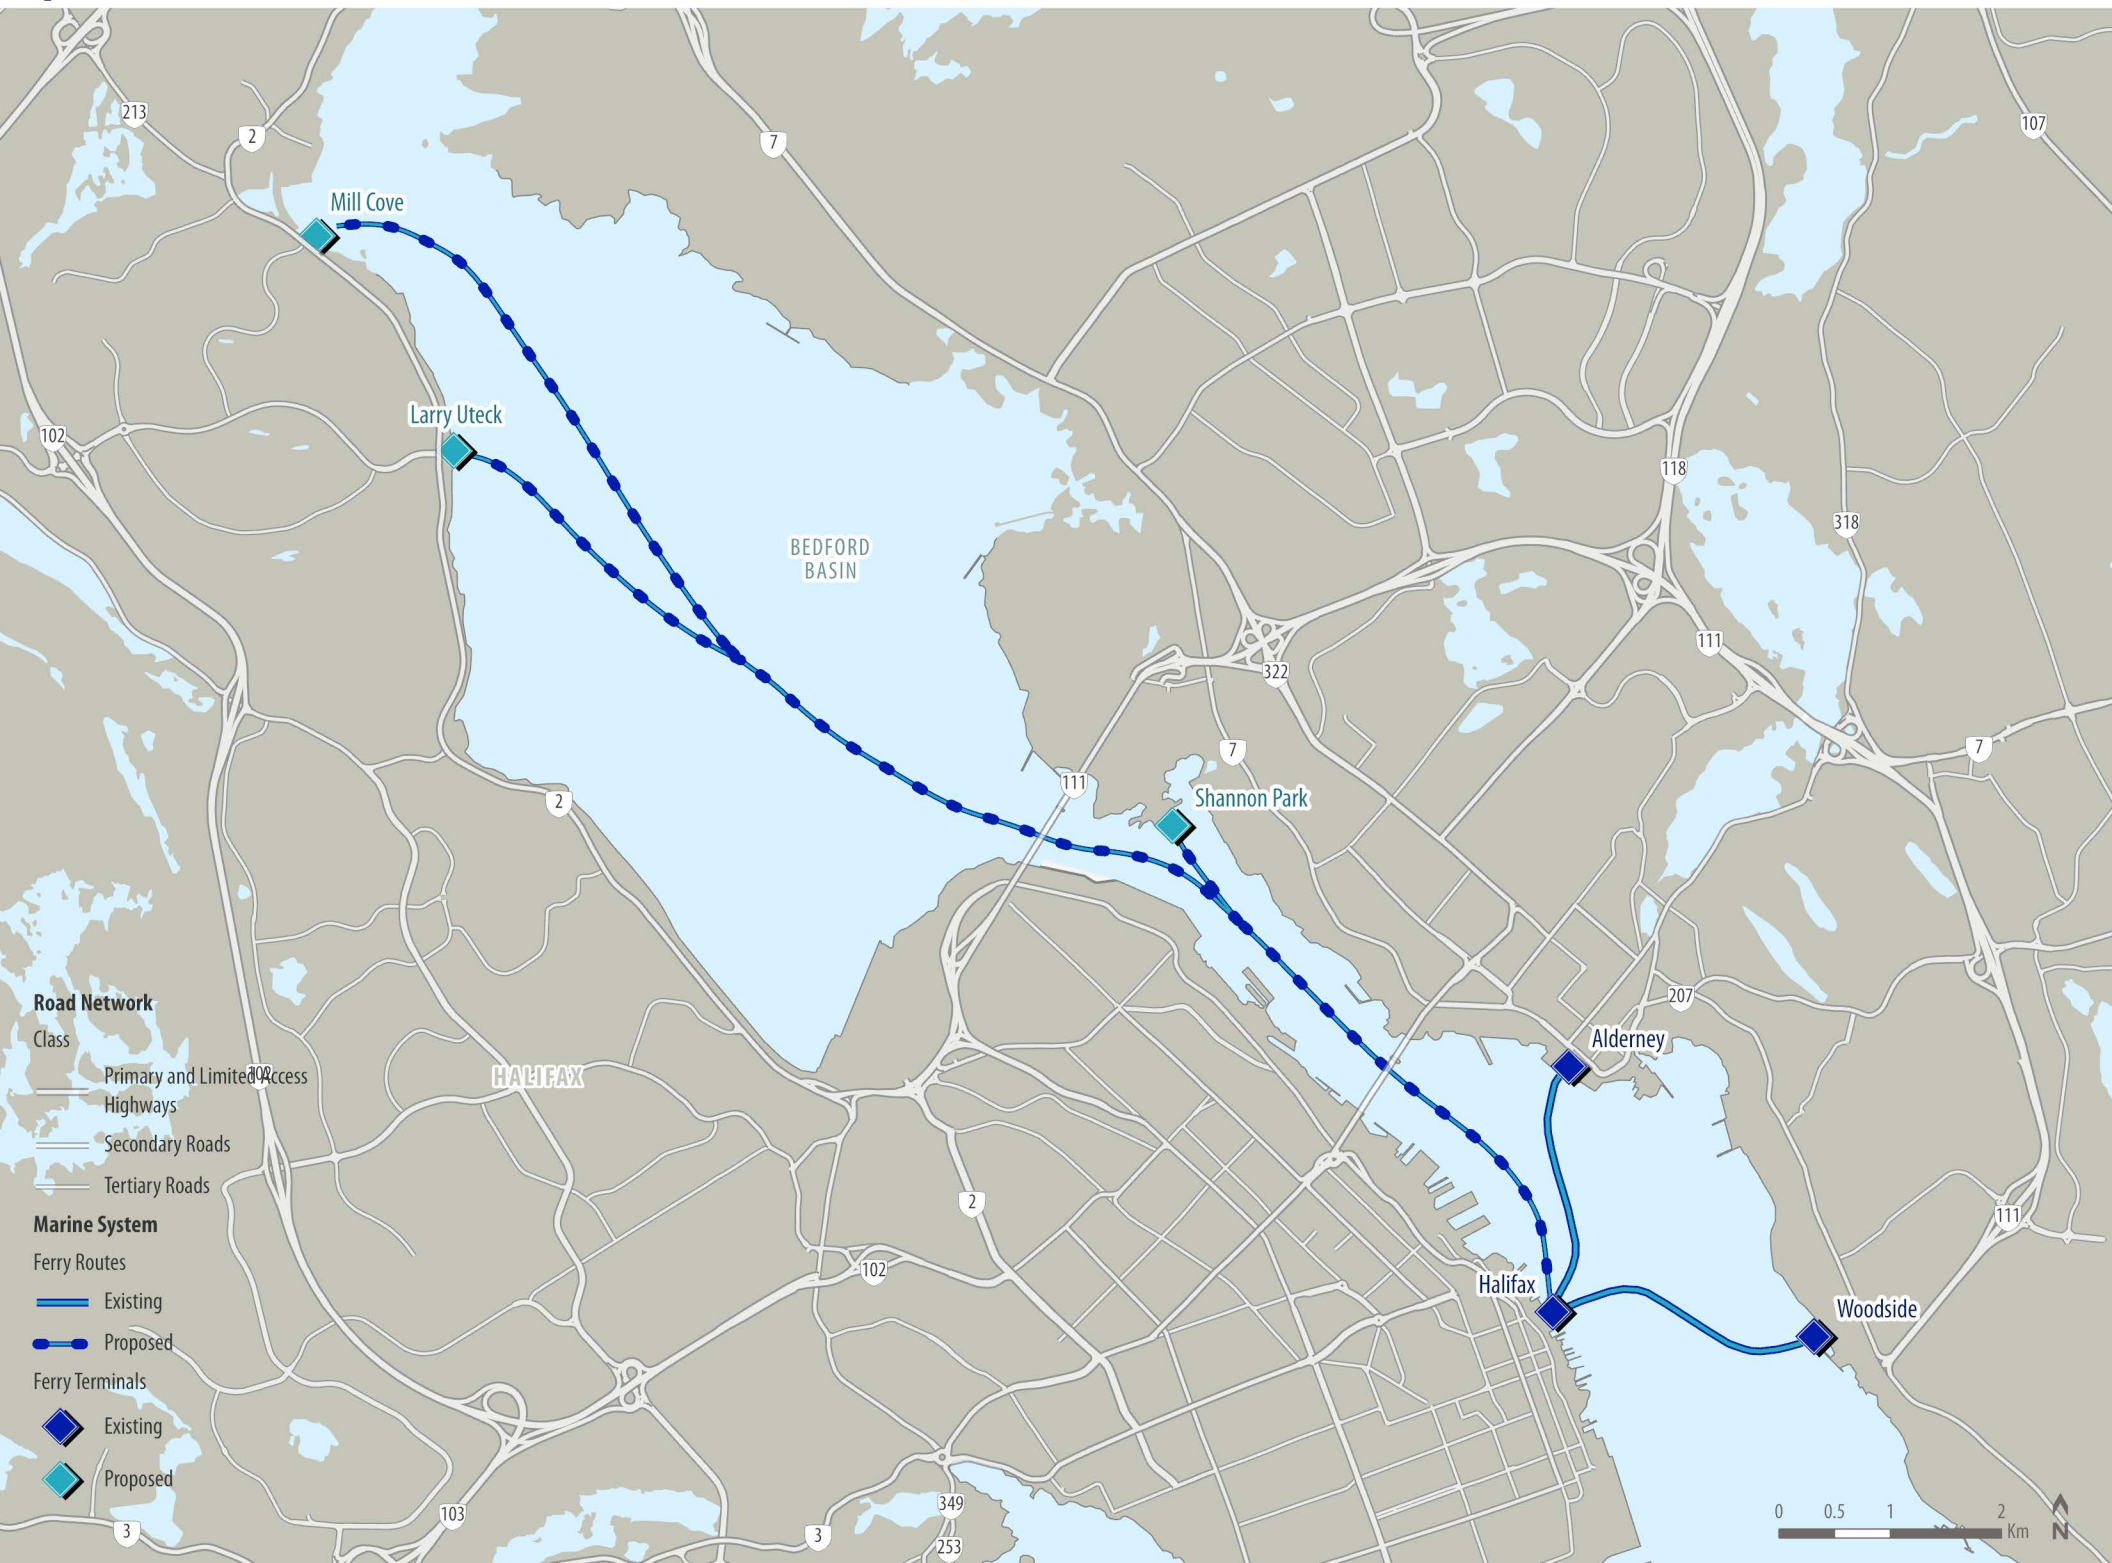 213
2
7
107
Mill Cove
Larry Uteck
102
118
318
BEDFORD
BASIN
111
322
7
7
111
Shannon Park
2
207
Alderney
HALIFAX
2
111
102
Halifax
Woodside
Road Network
Class
102
Primary and Limited Access
Highways
Secondary Roads
Tertiary Roads
Marine System
Ferry Routes
Existing
Proposed
Ferry Terminals
Existing
Proposed
103
3
3
349
253
0 0.5 1 2
Km
N